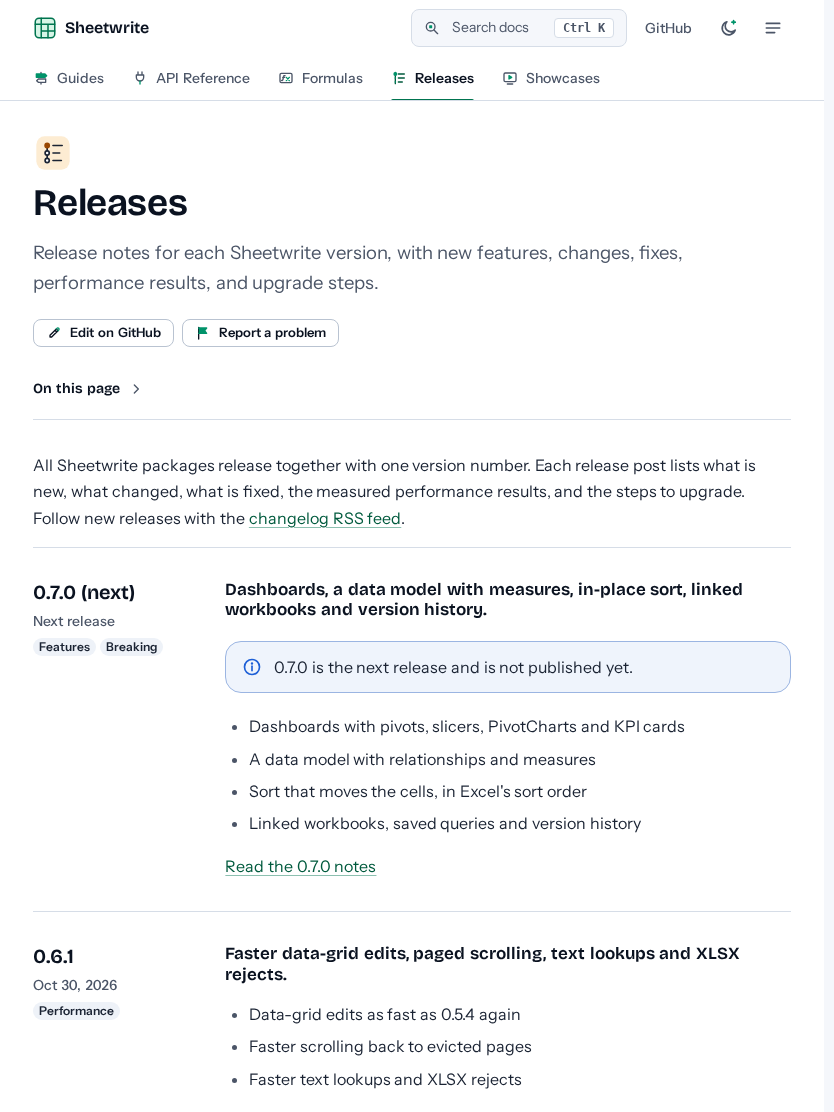 Sheetwrite
Search docs
Ctrl K
GitHub
Guides
API Reference
Formulas
Releases
Showcases
Releases
Release notes for each Sheetwrite version, with new features, changes, fixes,
performance results, and upgrade steps.
Edit on GitHub
Report a problem
On this page
All Sheetwrite packages release together with one version number. Each release post lists what is
new, what changed, what is fixed, the measured performance results, and the steps to upgrade.
Follow new releases with the changelog RSS feed.
0.7.0 (next)
Next release
Features
Breaking
Dashboards, a data model with measures, in-place sort, linked
workbooks and version history.
0.7.0 is the next release and is not published yet.
Dashboards with pivots, slicers, PivotCharts and KPI cards
A data model with relationships and measures
Sort that moves the cells, in Excel's sort order
Linked workbooks, saved queries and version history
Read the 0.7.0 notes
0.6.1
Oct 30, 2026
Performance
Faster data-grid edits, paged scrolling, text lookups and XLSX
rejects.
Data-grid edits as fast as 0.5.4 again
Faster scrolling back to evicted pages
Faster text lookups and XLSX rejects